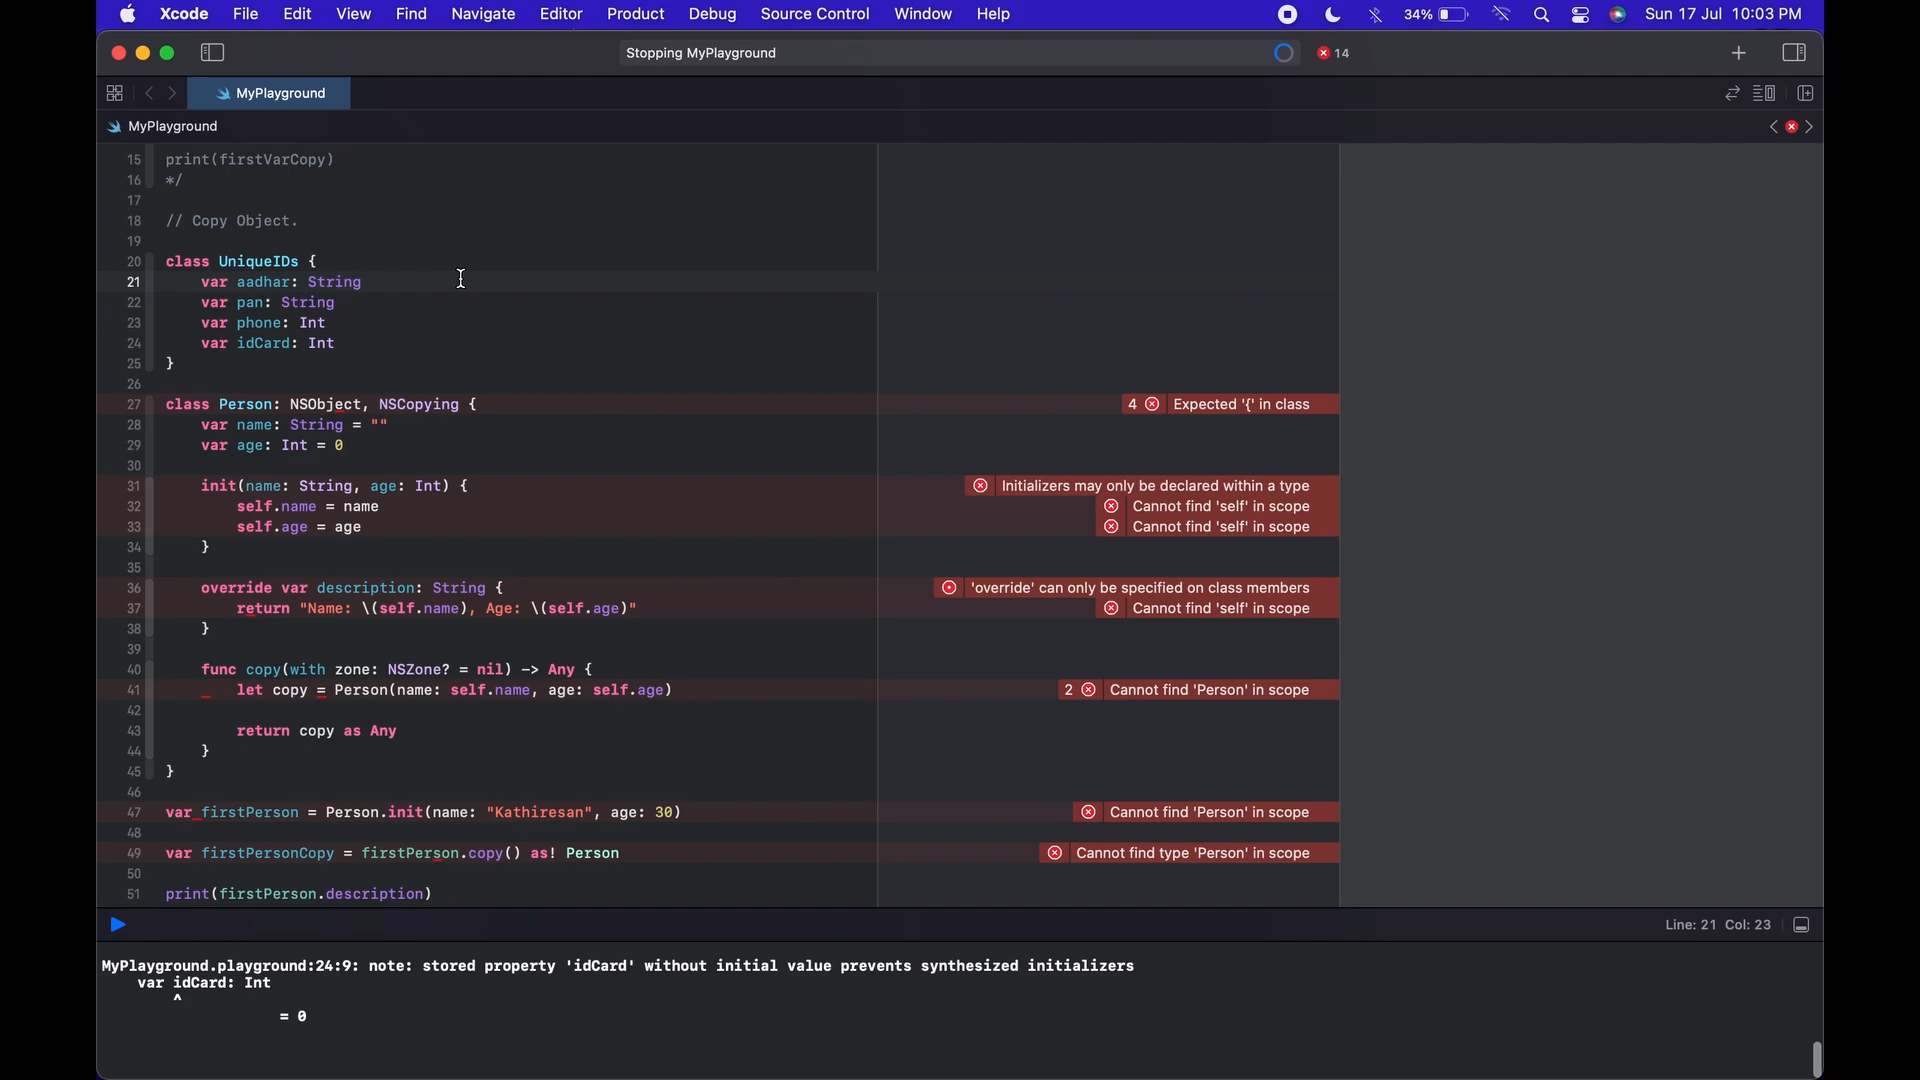 Xcode File Edit View Find Navigate Editor Product Debug Source Control Window Help 34% Sun 17 Jul 10:03 PM
Stopping MyPlayground 14
MyPlayground
MyPlayground
15 print(firstVarCopy)
16 */
17
18 // Copy Object.
19
20 class UniqueIDs {
21 var aadhar: String
22 var pan: String
23 var phone: Int
24 var idCard: Int
25 }
26
27 class Person: NSObject, NSCopying { 4 Expected '{' in class
28 var name: String = ""
29 var age: Int = 0
30
31 init(name: String, age: Int) { Initializers may only be declared within a type
32 self.name = name Cannot find 'self' in scope
33 self.age = age Cannot find 'self' in scope
34 }
35
36 override var description: String { 'override' can only be specified on class members
37 return "Name: \(self.name), Age: \(self.age)" Cannot find 'self' in scope
38 }
39
40 func copy(with zone: NSZone? = nil) -> Any {
41 let copy = Person(name: self.name, age: self.age) 2 Cannot find 'Person' in scope
42
43 return copy as Any
44 }
45 }
46
47 var firstPerson = Person.init(name: "Kathiresan", age: 30) Cannot find 'Person' in scope
48
49 var firstPersonCopy = firstPerson.copy() as! Person Cannot find type 'Person' in scope
50
51 print(firstPerson.description)
Line: 21 Col: 23
MyPlayground.playground:24:9: note: stored property 'idCard' without initial value prevents synthesized initializers
var idCard: Int
^
= 0